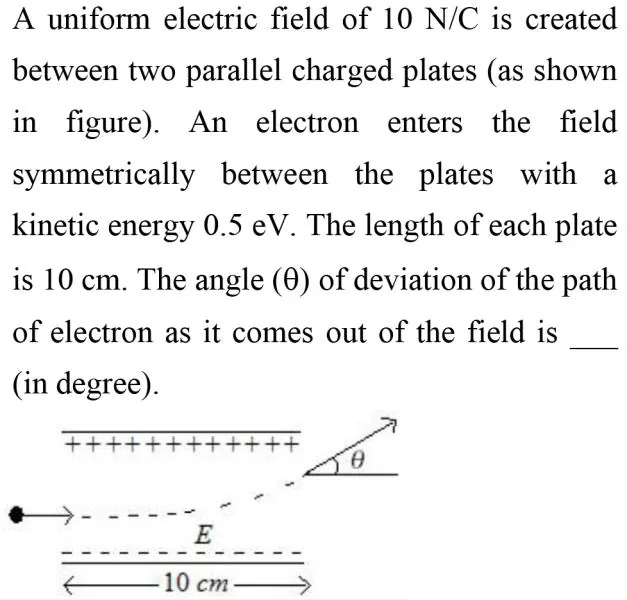 A uniform electric field of 10 N/C is created
between two parallel charged plates (as shown
in figure). An electron enters the field
symmetrically between the plates with a
kinetic energy 0.5 eV. The length of each plate
is 10 cm. The angle (θ) of deviation of the path
of electron as it comes out of the field is ___
(in degree).
++++++++++++
θ
E
10 cm